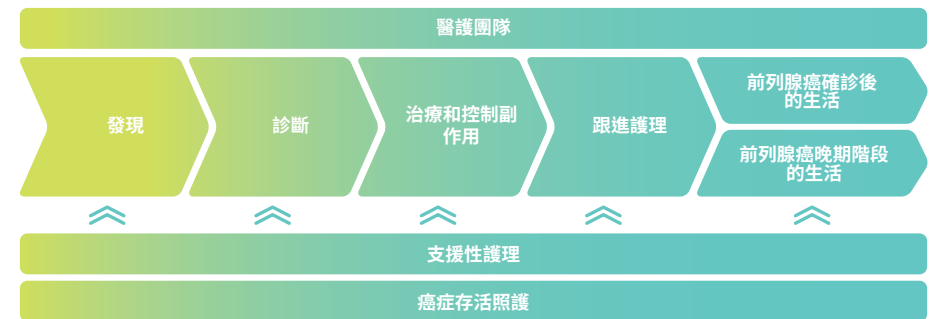 醫護團隊
發現
診斷
治療和控制副
作用
跟進護理
前列腺癌確診後
的生活
前列腺癌晚期階段
的生活
支援性護理
癌症存活照護